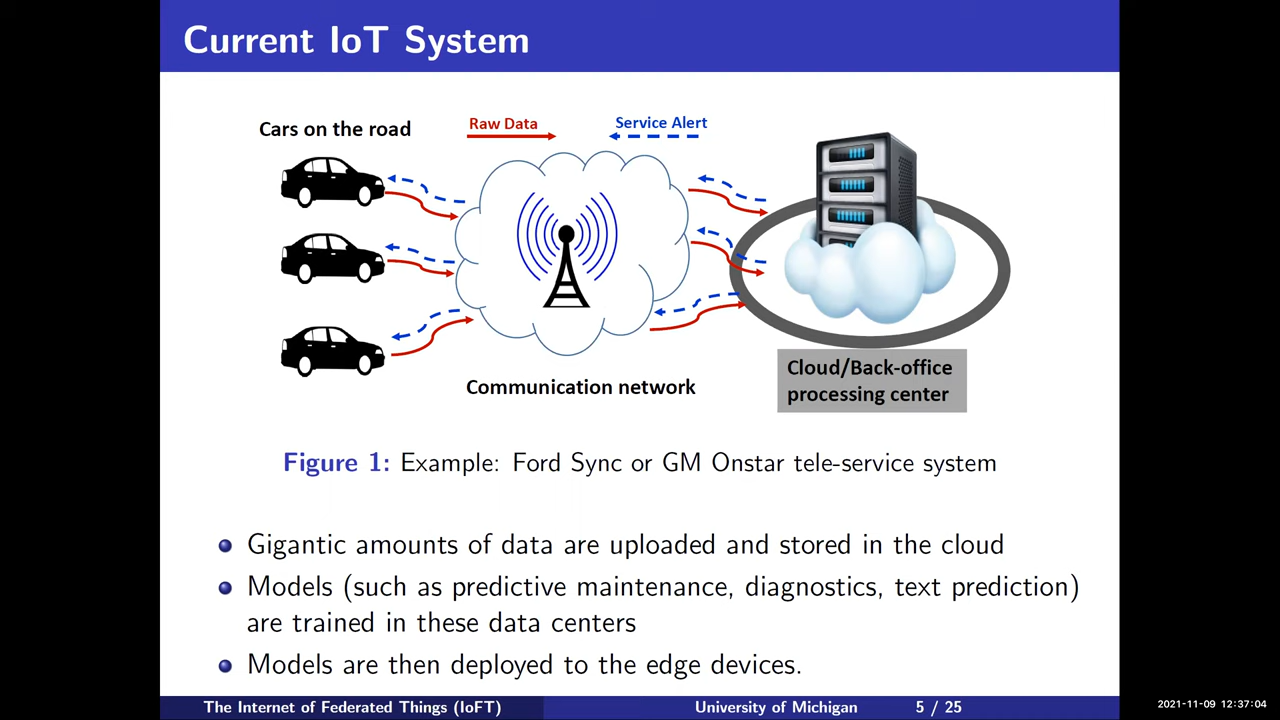 Current IoT System
Cars on the road
Raw Data
Service Alert
Communication network
Cloud/Back-office
processing center
Figure 1: Example: Ford Sync or GM Onstar tele-service system
Gigantic amounts of data are uploaded and stored in the cloud
Models (such as predictive maintenance, diagnostics, text prediction)
are trained in these data centers
Models are then deployed to the edge devices.
The Internet of Federated Things (IoFT)
University of Michigan
5 / 25
2021-11-09 12:37:04